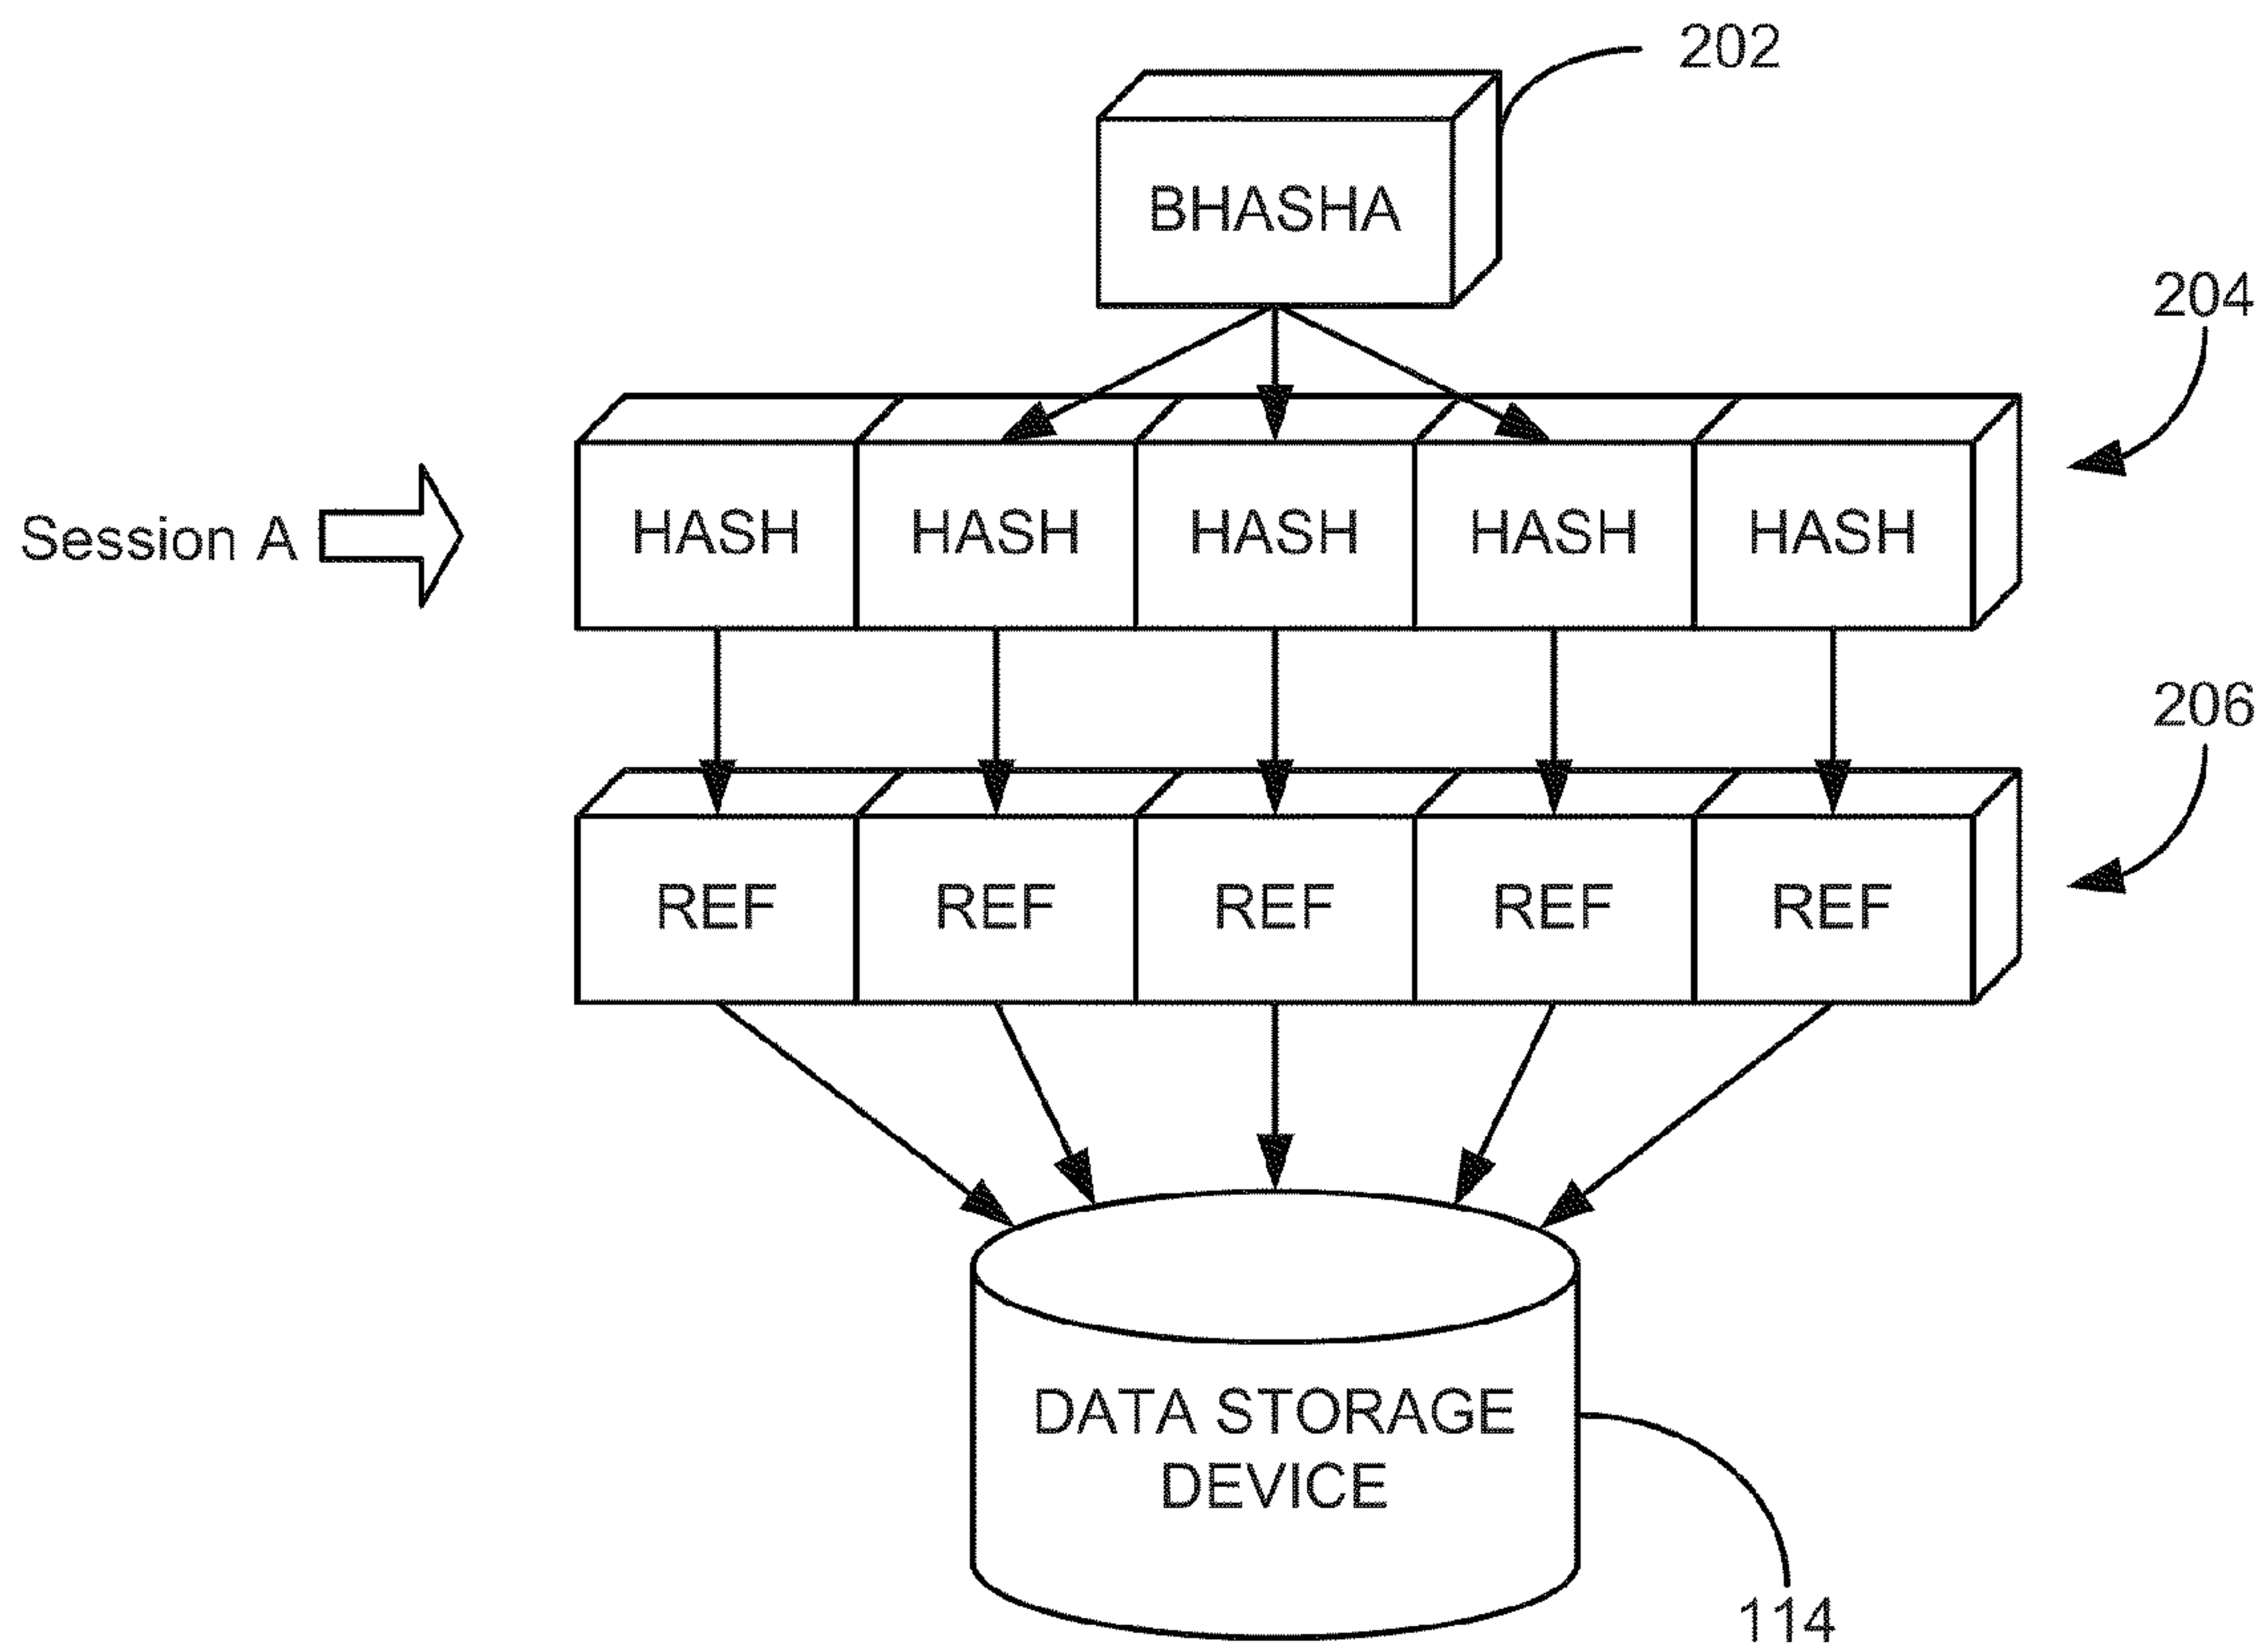 202
BHASHA
204
Session A
HASH HASH HASH HASH HASH
206
REF REF REF REF REF
DATA STORAGE
DEVICE
114